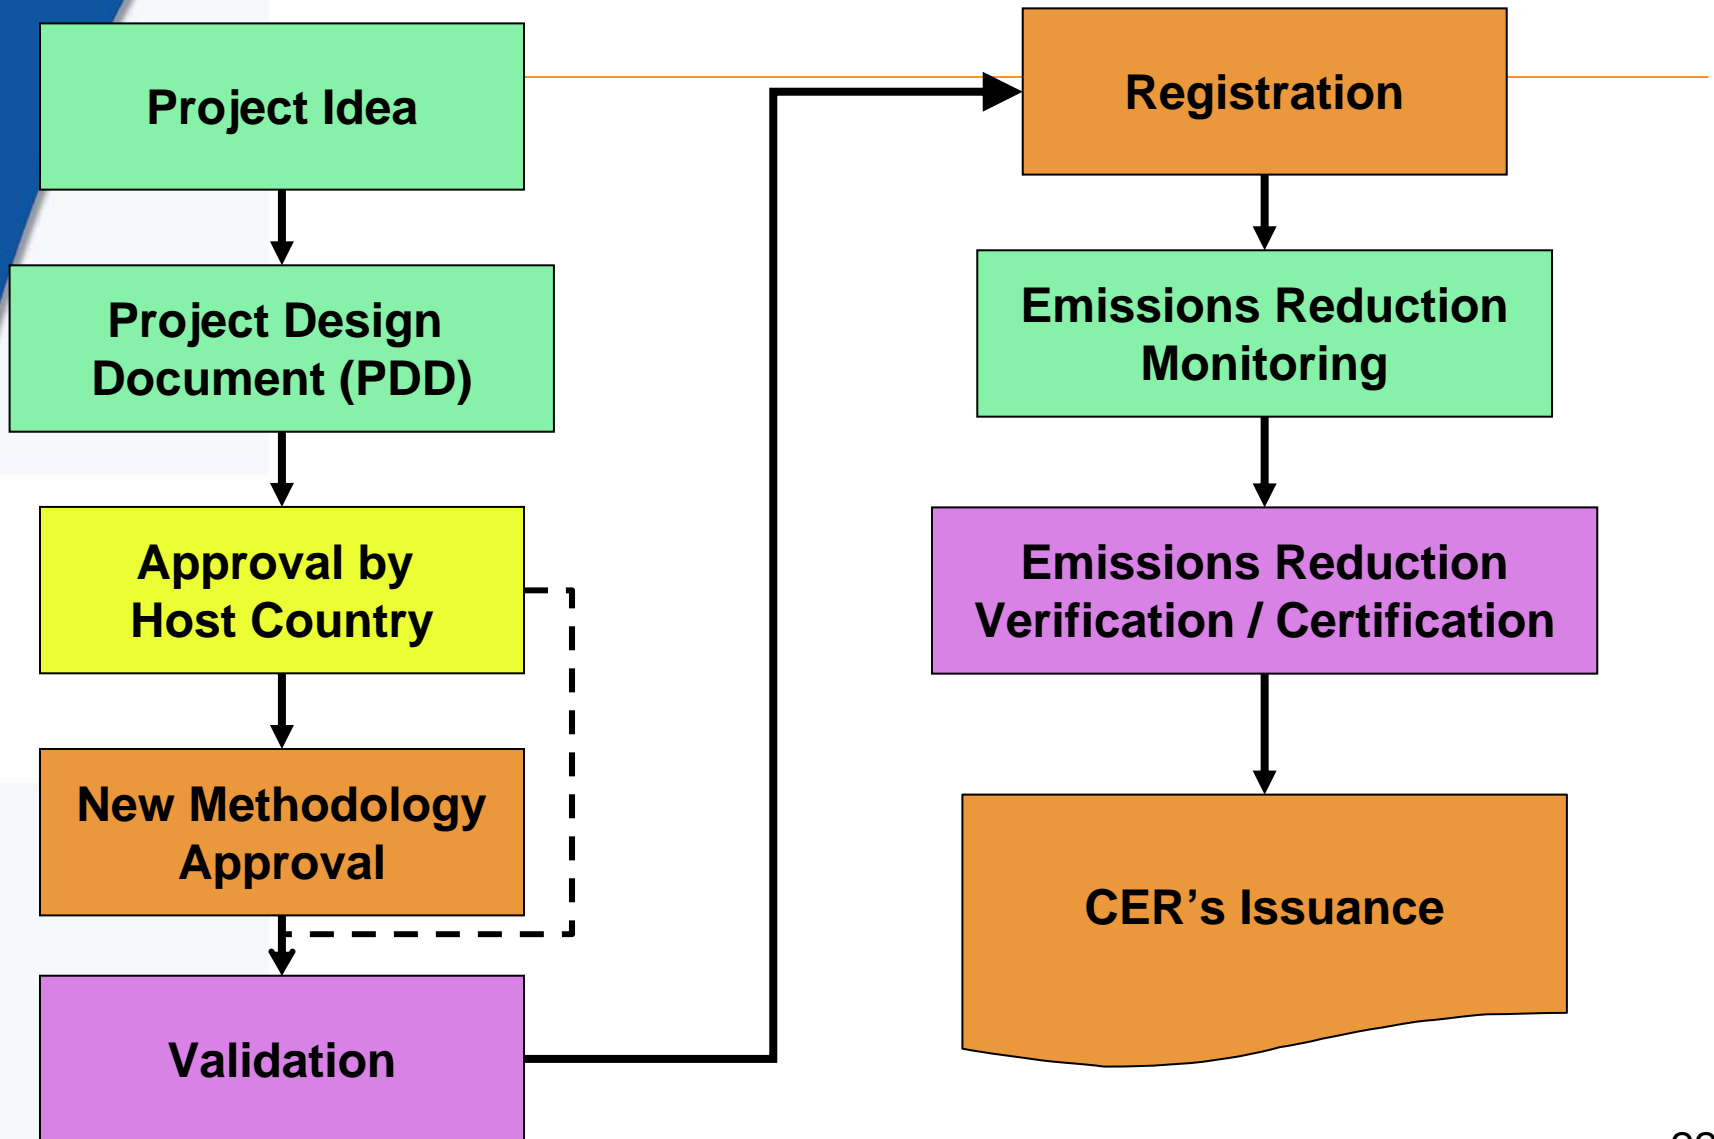 Project Idea
Project Design
Document (PDD)
Approval by
Host Country
New Methodology
Approval
Validation
Registration
Emissions Reduction
Monitoring
Emissions Reduction
Verification / Certification
CER’s Issuance